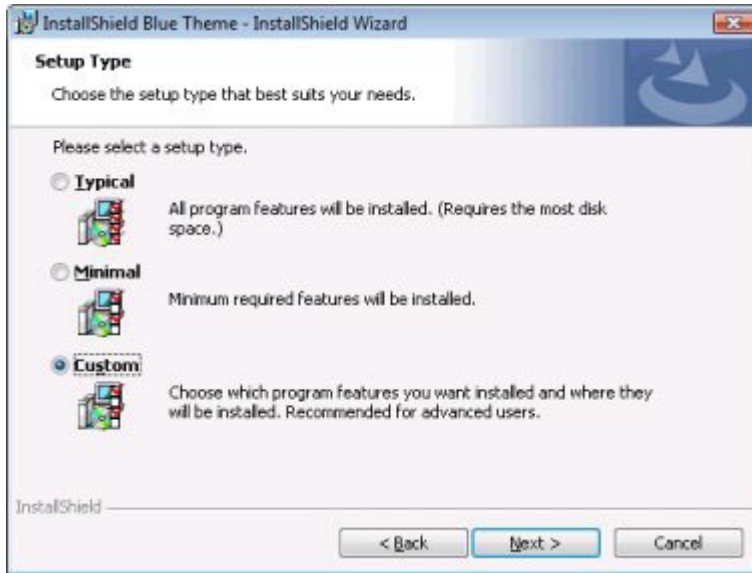 InstallShield Blue Theme - InstallShield Wizard
Setup Type
Choose the setup type that best suits your needs.
Please select a setup type.
Typical
All program features will be installed. (Requires the most disk
space.)
Minimal
Minimum required features will be installed.
Custom
Choose which program features you want installed and where they
will be installed. Recommended for advanced users.
InstallShield
< Back
Next >
Cancel